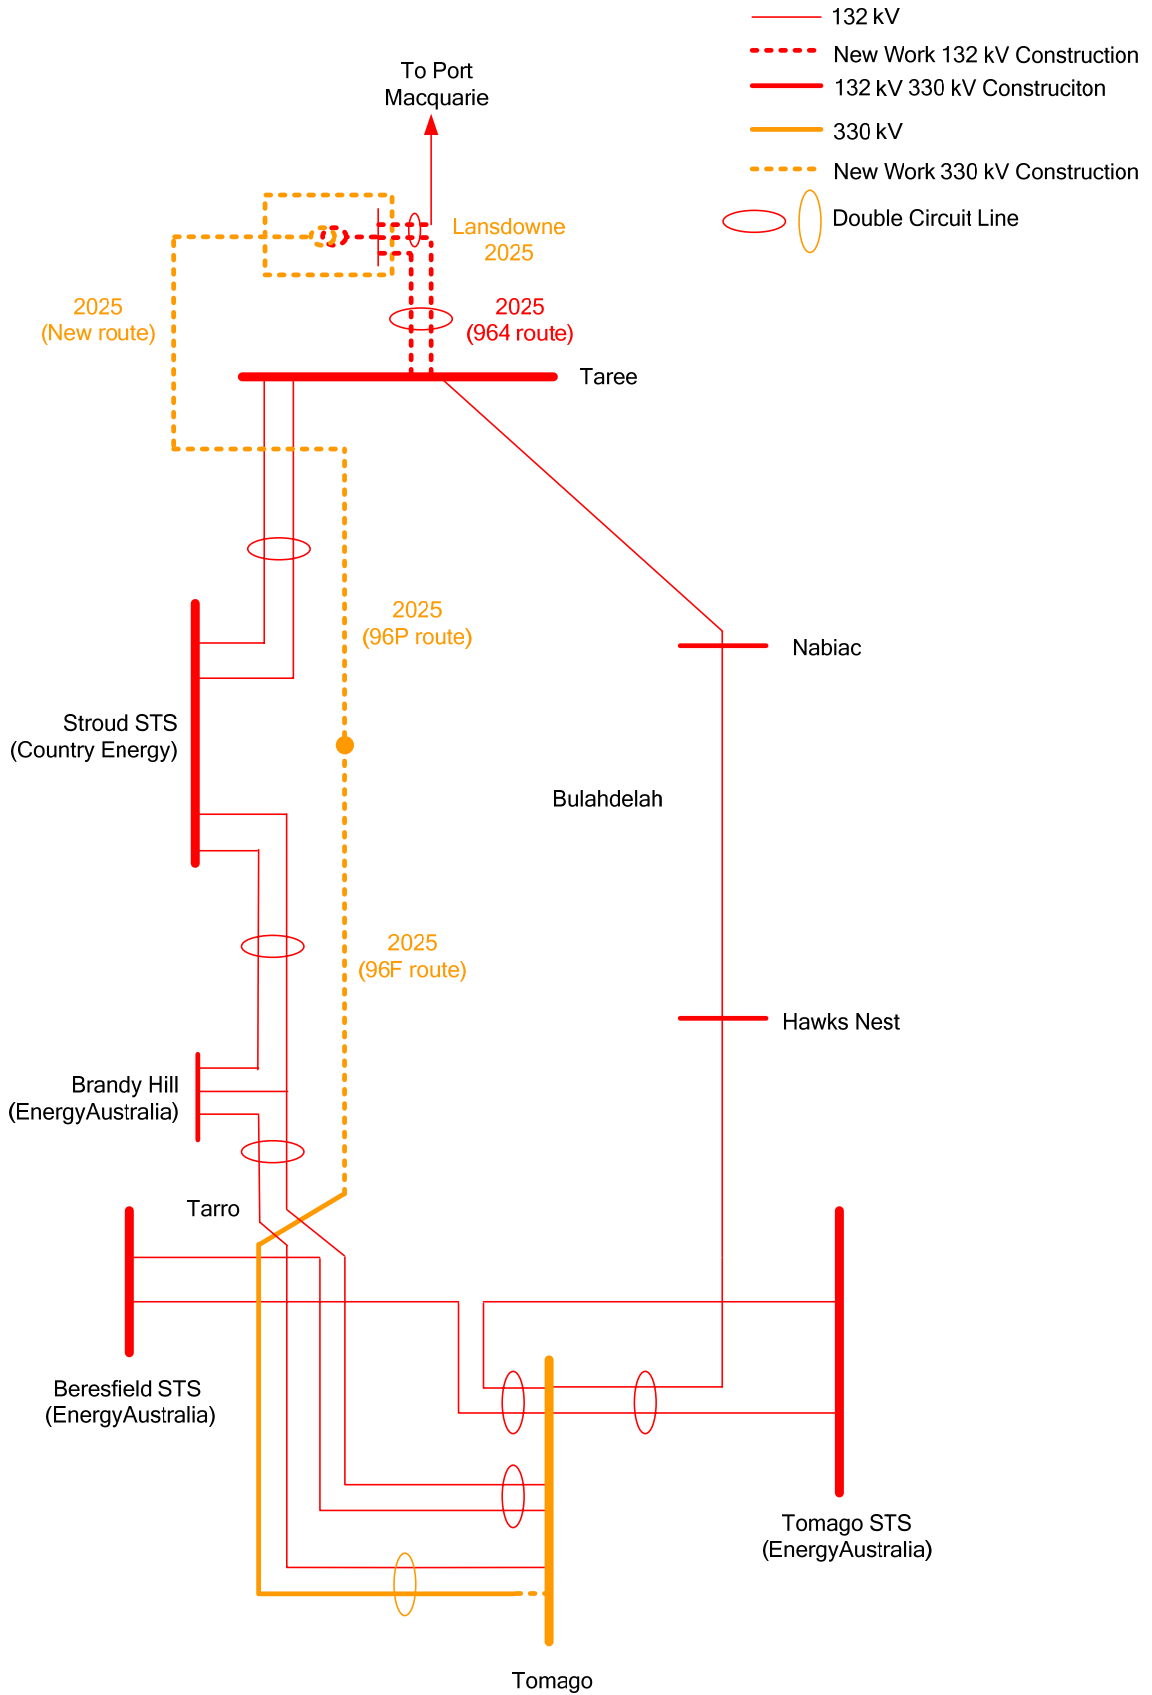 132 kV
New Work 132 kV Construction
132 kV 330 kV Construciton
330 kV
New Work 330 kV Construction
Double Circuit Line
To Port
Macquarie
Lansdowne
2025
2025
(New route)
2025
(964 route)
Taree
2025
(96P route)
Nabiac
Stroud STS
(Country Energy)
Bulahdelah
2025
(96F route)
Hawks Nest
Brandy Hill
(EnergyAustralia)
Tarro
Beresfield STS
(EnergyAustralia)
Tomago STS
(EnergyAustralia)
Tomago